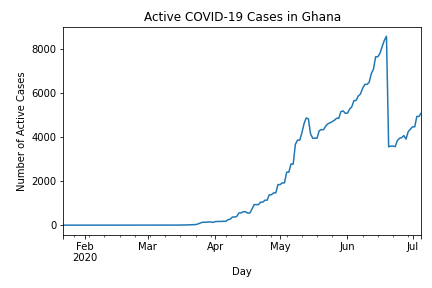 Active COVID-19 Cases in Ghana
Number of Active Cases
8000
6000
4000
2000
0
Feb Mar Apr May Jun Jul
2020
Day